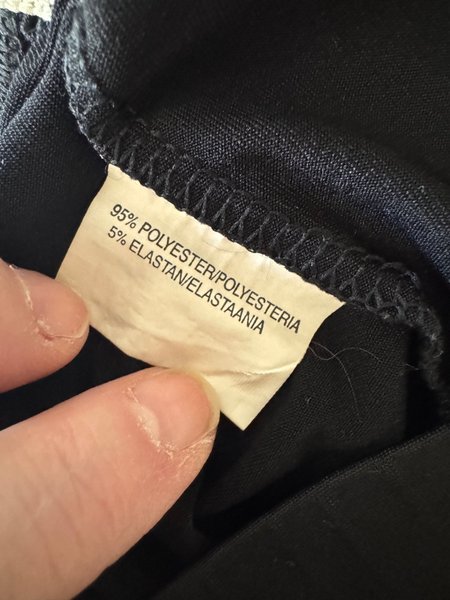 95% POLYESTER/POLYESTERIA
5% ELASTAN/ELASTAANIA